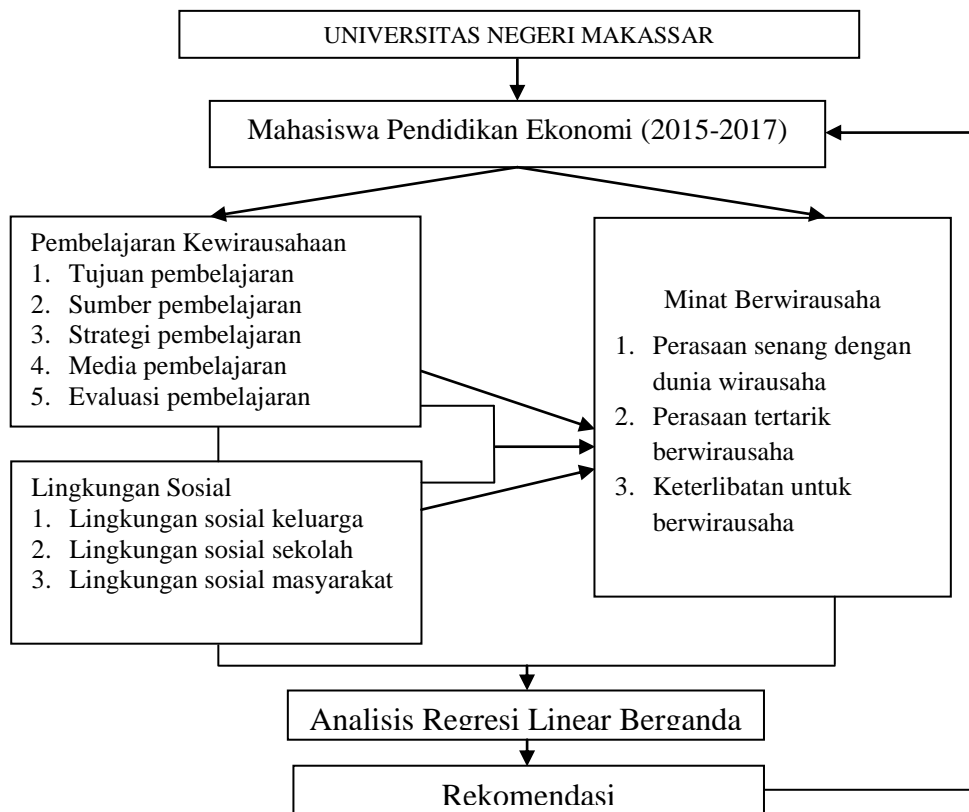 UNIVERSITAS NEGERI MAKASSAR
Mahasiswa Pendidikan Ekonomi (2015-2017)
Pembelajaran Kewirausahaan
1. Tujuan pembelajaran
2. Sumber pembelajaran
3. Strategi pembelajaran
4. Media pembelajaran
5. Evaluasi pembelajaran
Lingkungan Sosial
1. Lingkungan sosial keluarga
2. Lingkungan sosial sekolah
3. Lingkungan sosial masyarakat
Minat Berwirausaha
1. Perasaan senang dengan
dunia wirausaha
2. Perasaan tertarik
berwirausaha
3. Keterlibatan untuk
berwirausaha
Analisis Regresi Linear Berganda
Rekomendasi